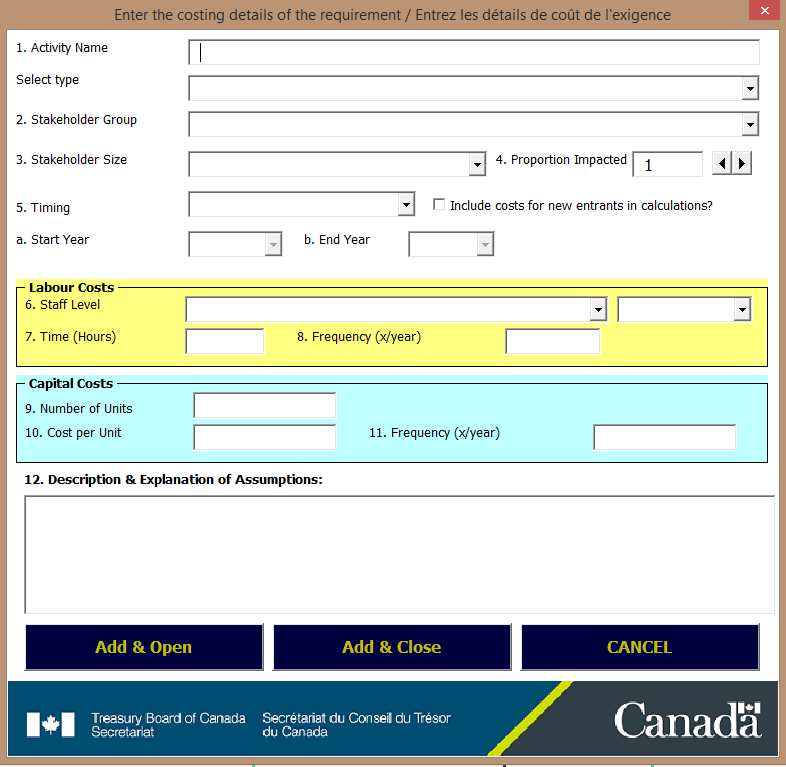 Enter the costing details of the requirement / Entrez les détails de coût de l'exigence
1. Activity Name
Select type
2. Stakeholder Group
3. Stakeholder Size
4. Proportion Impacted 1
5. Timing
Include costs for new entrants in calculations?
a. Start Year
b. End Year
Labour Costs
6. Staff Level
7. Time (Hours)
8. Frequency (x/year)
Capital Costs
9. Number of Units
10. Cost per Unit
11. Frequency (x/year)
12. Description & Explanation of Assumptions:
Add & Open
Add & Close
CANCEL
Treasury Board of Canada
Secretariat
Secrétariat du Conseil du Trésor
du Canada
Canada